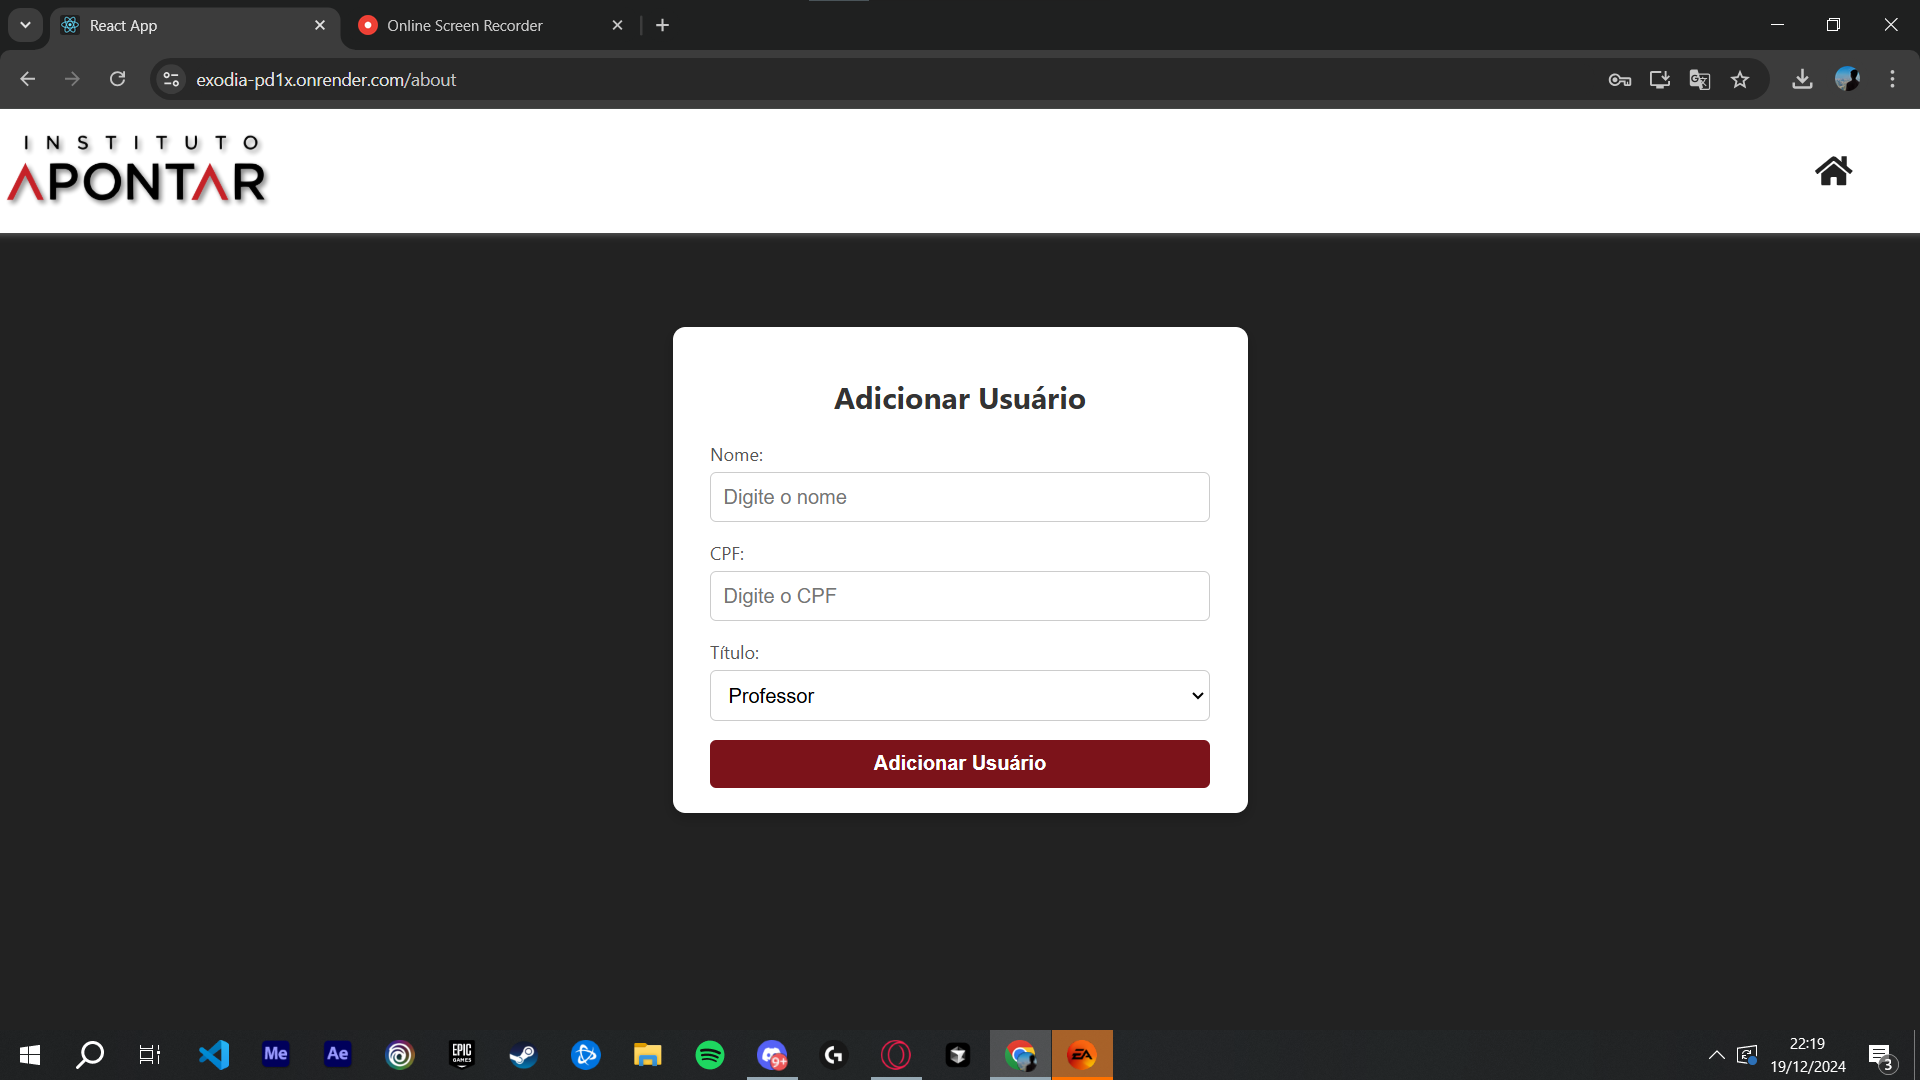 React App
Online Screen Recorder
exodia-pd1x.onrender.com/about
INSTITUTO
APONTAR
Adicionar Usuário
Nome:
Digite o nome
CPF:
Digite o CPF
Título:
Professor
Adicionar Usuário
Me
Ae
EPIC
GAMES
9+
G
EA
22:19
19/12/2024
3